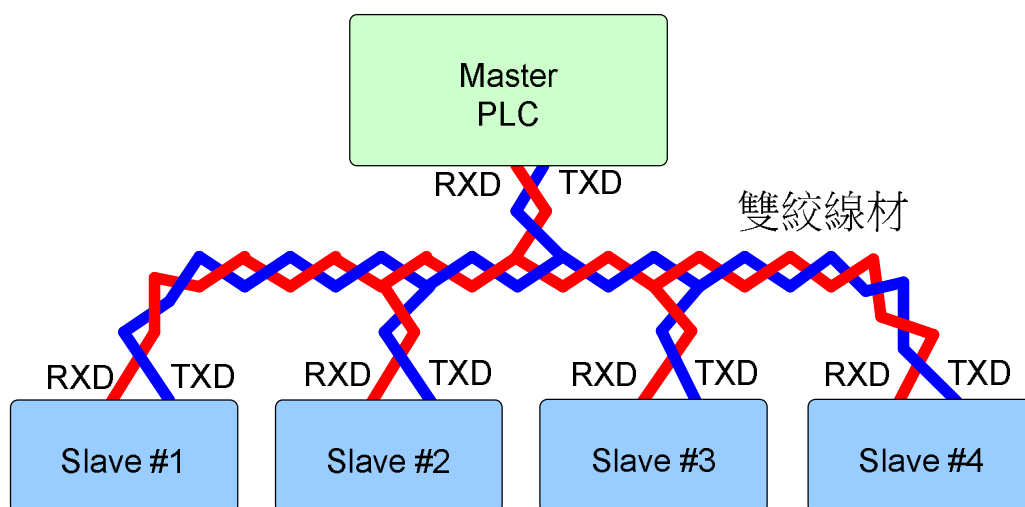 Master
PLC
RXD TXD
雙絞線材
RXD TXD RXD TXD RXD TXD RXD TXD
Slave #1 Slave #2 Slave #3 Slave #4